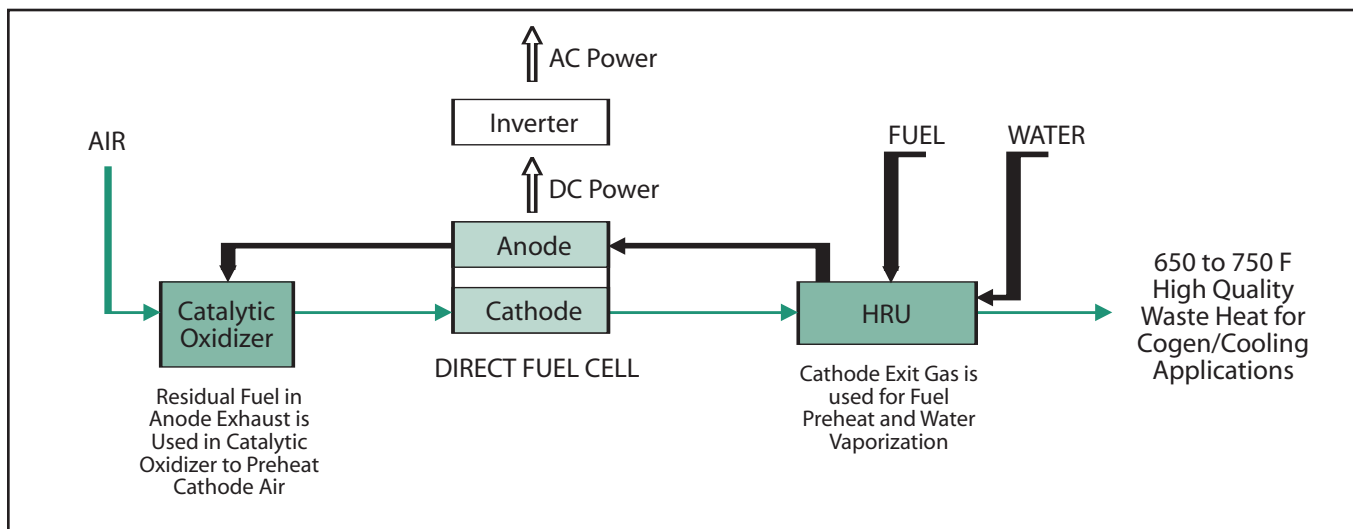 AC Power
Inverter
AIR
FUEL
WATER
DC Power
Anode
Cathode
Catalytic
Oxidizer
HRU
650 to 750 F
High Quality
Waste Heat for
Cogen/Cooling
Applications
DIRECT FUEL CELL
Residual Fuel in
Anode Exhaust is
Used in Catalytic
Oxidizer to Preheat
Cathode Air
Cathode Exit Gas is
used for Fuel
Preheat and Water
Vaporization